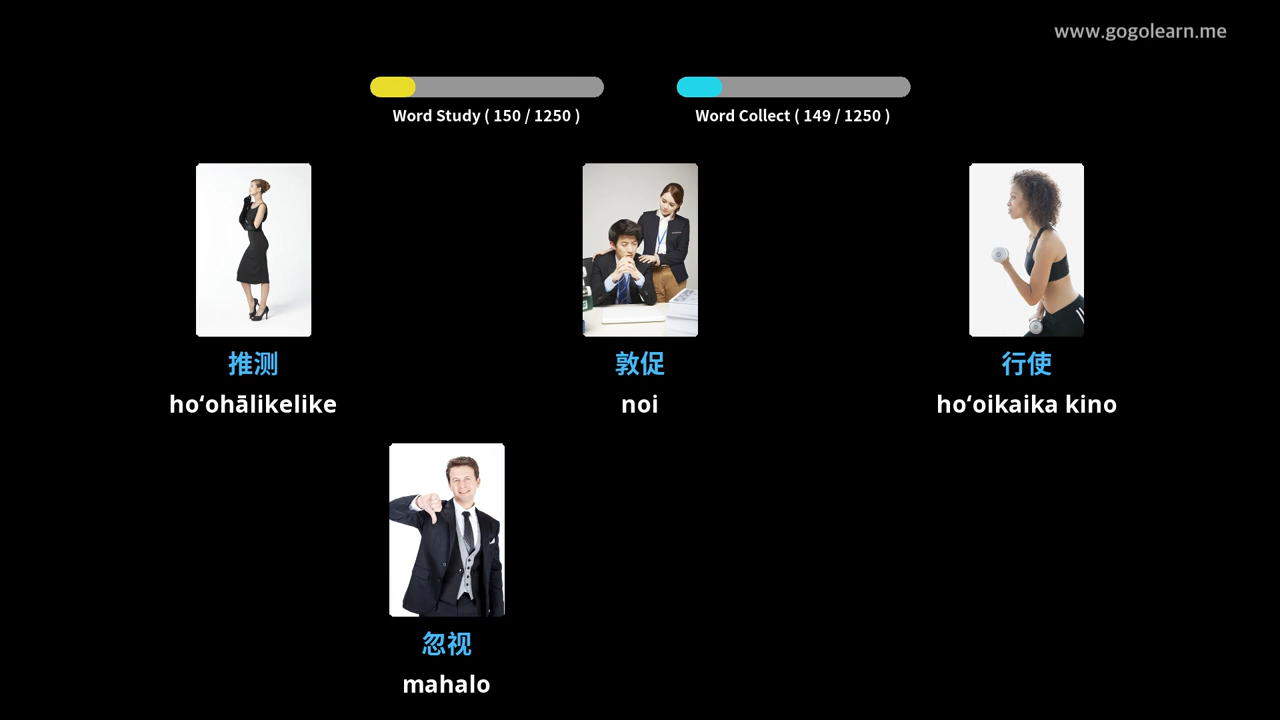 www.gogolearn.me
Word Study ( 150 / 1250 )
Word Collect ( 149 / 1250 )
推测
敦促
行使
hoʻohālikelike
noi
hoʻoikaika kino
忽视
mahalo